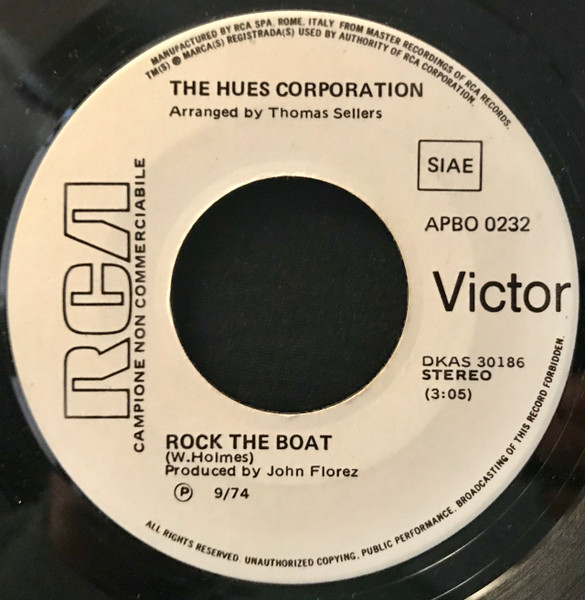 MANUFACTURED BY RCA SPA, ROME, ITALY FROM MASTER RECORDINGS OF RCA RECORDS.
TM(S) ® MARCA(S) REGISTRADA(S) USED BY AUTHORITY OF RCA CORPORATION.
THE HUES CORPORATION
Arranged by Thomas Sellers
SIAE
APBO 0232
RCA
CAMPIONE NON COMMERCIABILE
Victor
DKAS 30186
STEREO
(3:05)
ROCK THE BOAT
(W.Holmes)
Produced by John Florez
Ⓟ 9/74
ALL RIGHTS RESERVED. UNAUTHORIZED COPYING, PUBLIC PERFORMANCE, BROADCASTING OF THIS RECORD FORBIDDEN.